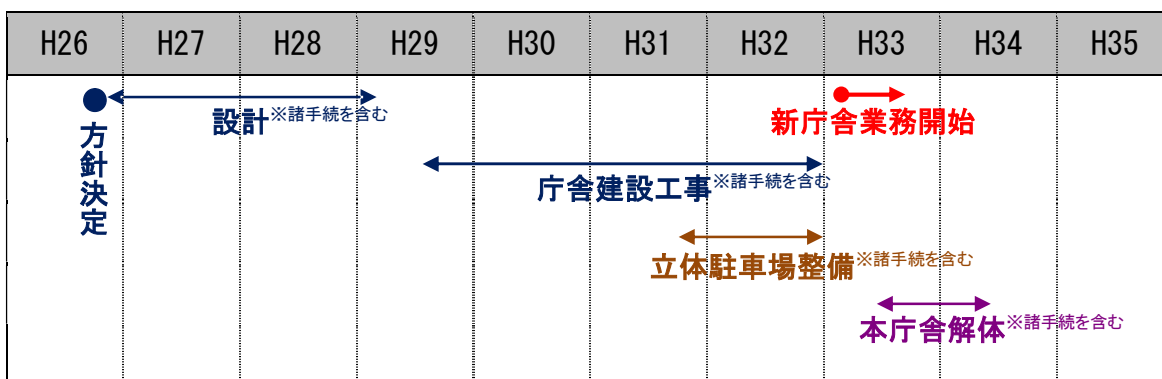 H26 H27 H28 H29 H30 H31 H32 H33 H34 H35
方針決定
設計※諸手続を含む
新庁舎業務開始
庁舎建設工事※諸手続を含む
立体駐車場整備※諸手続を含む
本庁舎解体※諸手続を含む